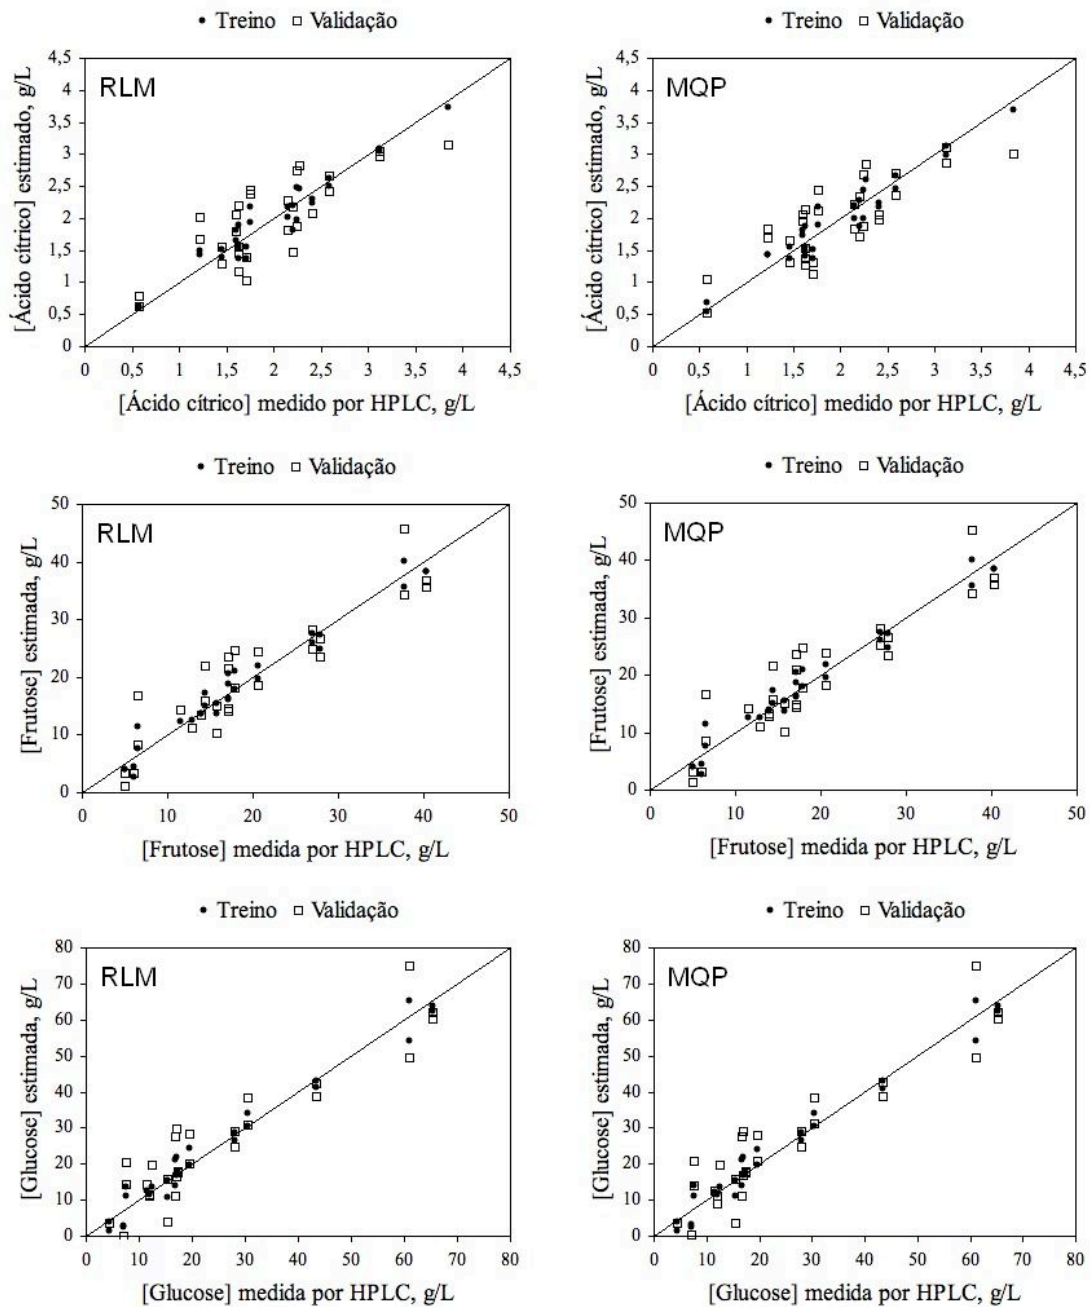 • Treino □ Validação
• Treino □ Validação
RLM
[Ácido cítrico] estimado, g/L
4,5
4
3,5
3
2,5
2
1,5
1
0,5
0
0 0,5 1 1,5 2 2,5 3 3,5 4 4,5
[Ácido cítrico] medido por HPLC, g/L
MQP
[Ácido cítrico] estimado, g/L
4,5
4
3,5
3
2,5
2
1,5
1
0,5
0
0 0,5 1 1,5 2 2,5 3 3,5 4 4,5
[Ácido cítrico] medido por HPLC, g/L
• Treino □ Validação
• Treino □ Validação
RLM
[Frutose] estimada, g/L
50
40
30
20
10
0
0 10 20 30 40 50
[Frutose] medida por HPLC, g/L
MQP
[Frutose] estimada, g/L
50
40
30
20
10
0
0 10 20 30 40 50
[Frutose] medida por HPLC, g/L
• Treino □ Validação
• Treino □ Validação
RLM
[Glucose] estimada, g/L
80
70
60
50
40
30
20
10
0
0 10 20 30 40 50 60 70 80
[Glucose] medida por HPLC, g/L
MQP
[Glucose] estimada, g/L
80
70
60
50
40
30
20
10
0
0 10 20 30 40 50 60 70 80
[Glucose] medida por HPLC, g/L